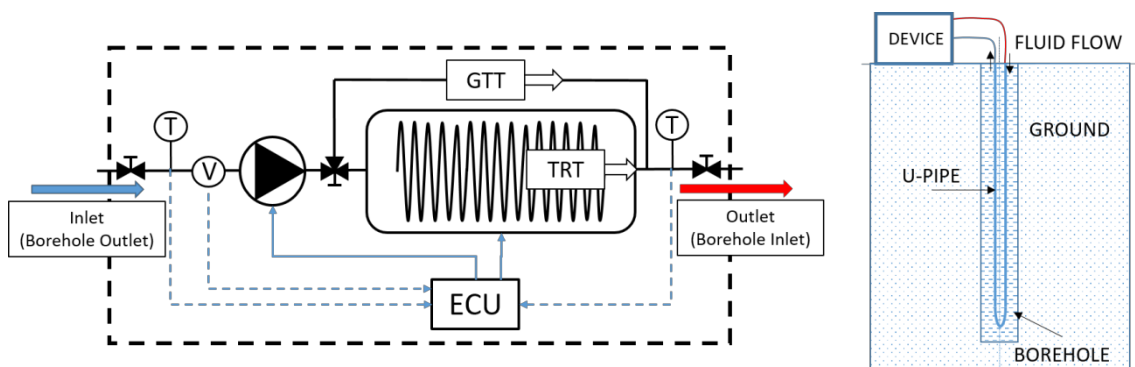 GTT
T
T
V
TRT
Inlet
(Borehole Outlet)
Outlet
(Borehole Inlet)
ECU
DEVICE
FLUID FLOW
GROUND
U-PIPE
BOREHOLE